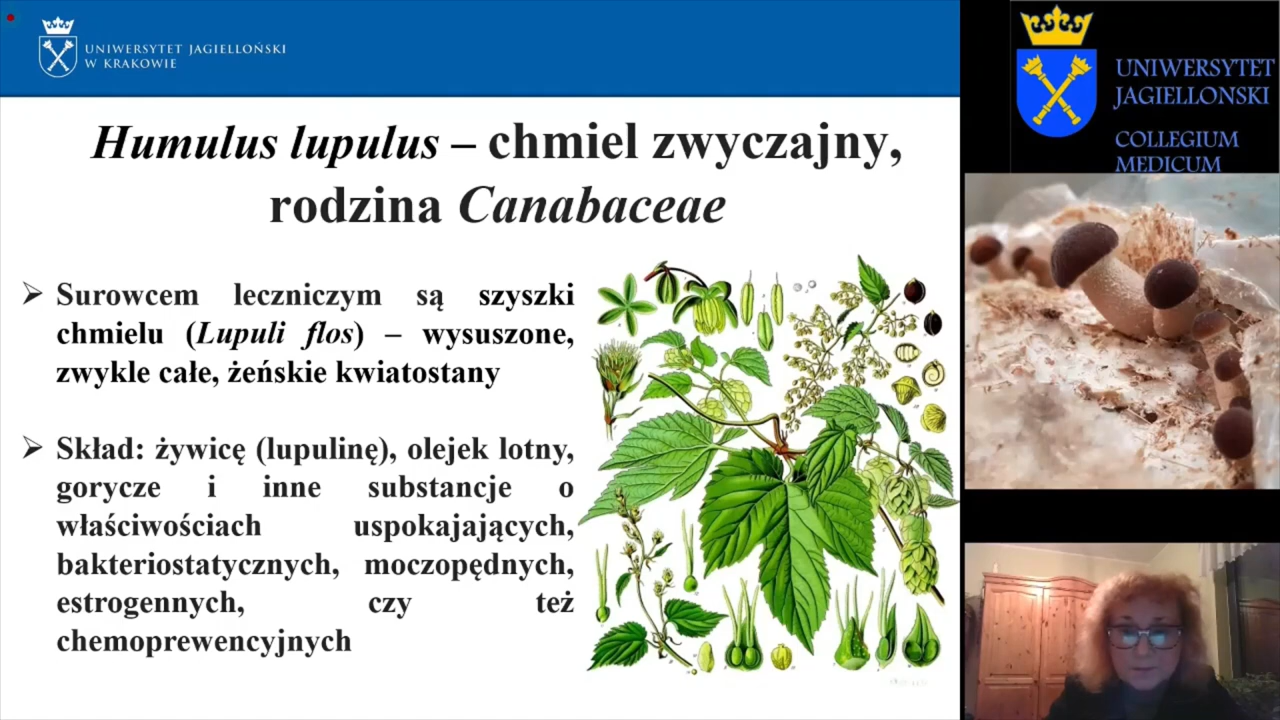 UNIWERSYTET JAGIELLOŃSKI
W KRAKOWIE
Humulus lupulus – chmiel zwyczajny,
rodzina Canabaceae
Surowcem leczniczym są szyszki
chmielu (Lupuli flos) – wysuszone,
zwykle całe, żeńskie kwiatostany
Skład: żywicę (lupulinę), olejek lotny,
gorycze i inne substancje o
właściwościach uspokajających,
bakteriostatycznych, moczopędnych,
estrogennych, czy też
chemoprewencyjnych
UNIWERSYTET
JAGIELLONSKI
COLLEGIUM
MEDICUM